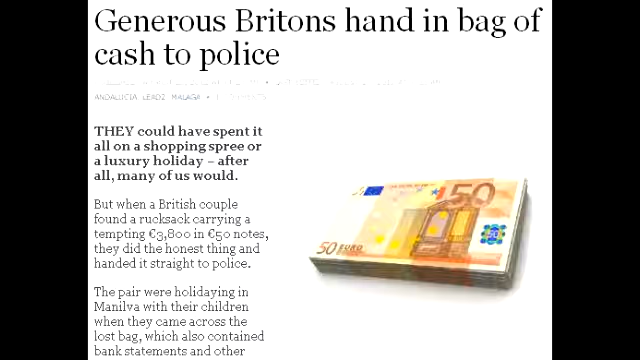 Generous Britons hand in bag of
cash to police
ANDALUCIA LEAD2 MALAGA •
THEY could have spent it
all on a shopping spree or
a luxury holiday – after
all, many of us would.
But when a British couple
found a rucksack carrying a
tempting €3,800 in €50 notes,
they did the honest thing and
handed it straight to police.
The pair were holidaying in
Manilva with their children
when they came across the
lost bag, which also contained
bank statements and other
50
50 EURO